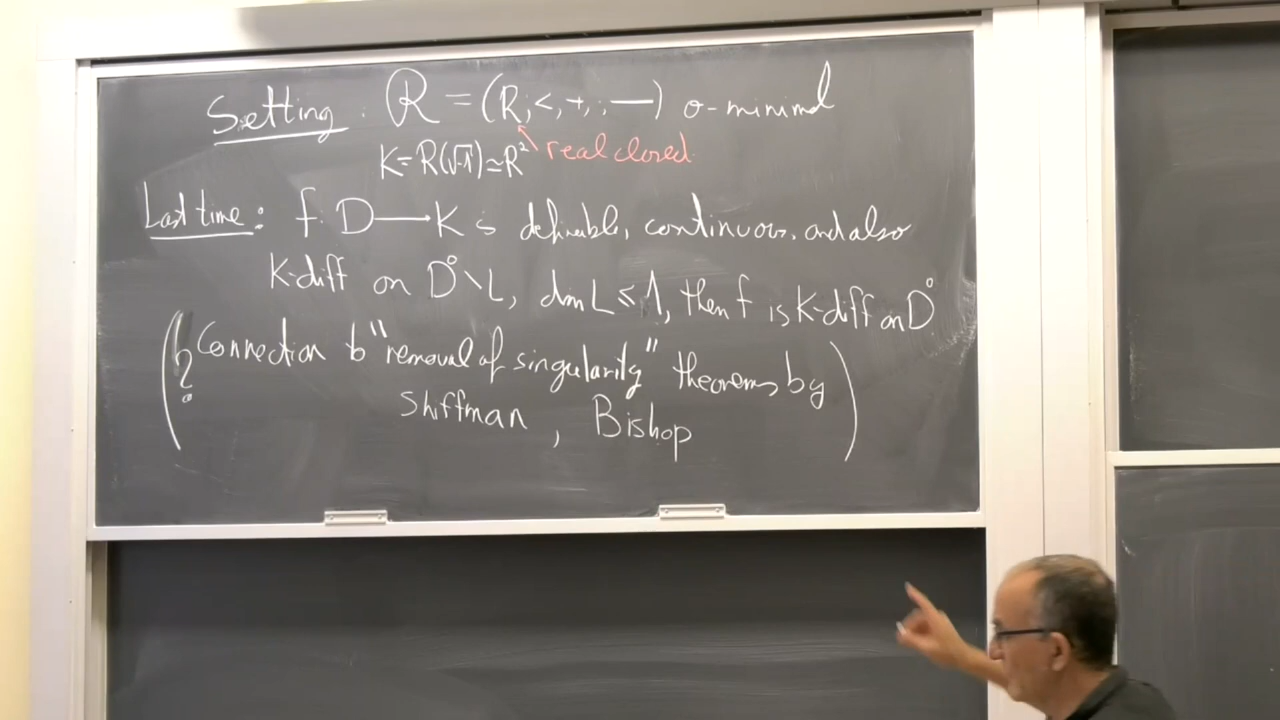 Setting: R = (R; <, +, ·, —) o-minimal
K = R(√-1) ≃ R² real closed
Last time: f: D → K is definable, continuous, and also
K-diff on D° \ L, dim L ≤ 1, then f is K-diff on D°
(? Connection to "removal of singularity" theorems by
Shiffman, Bishop)